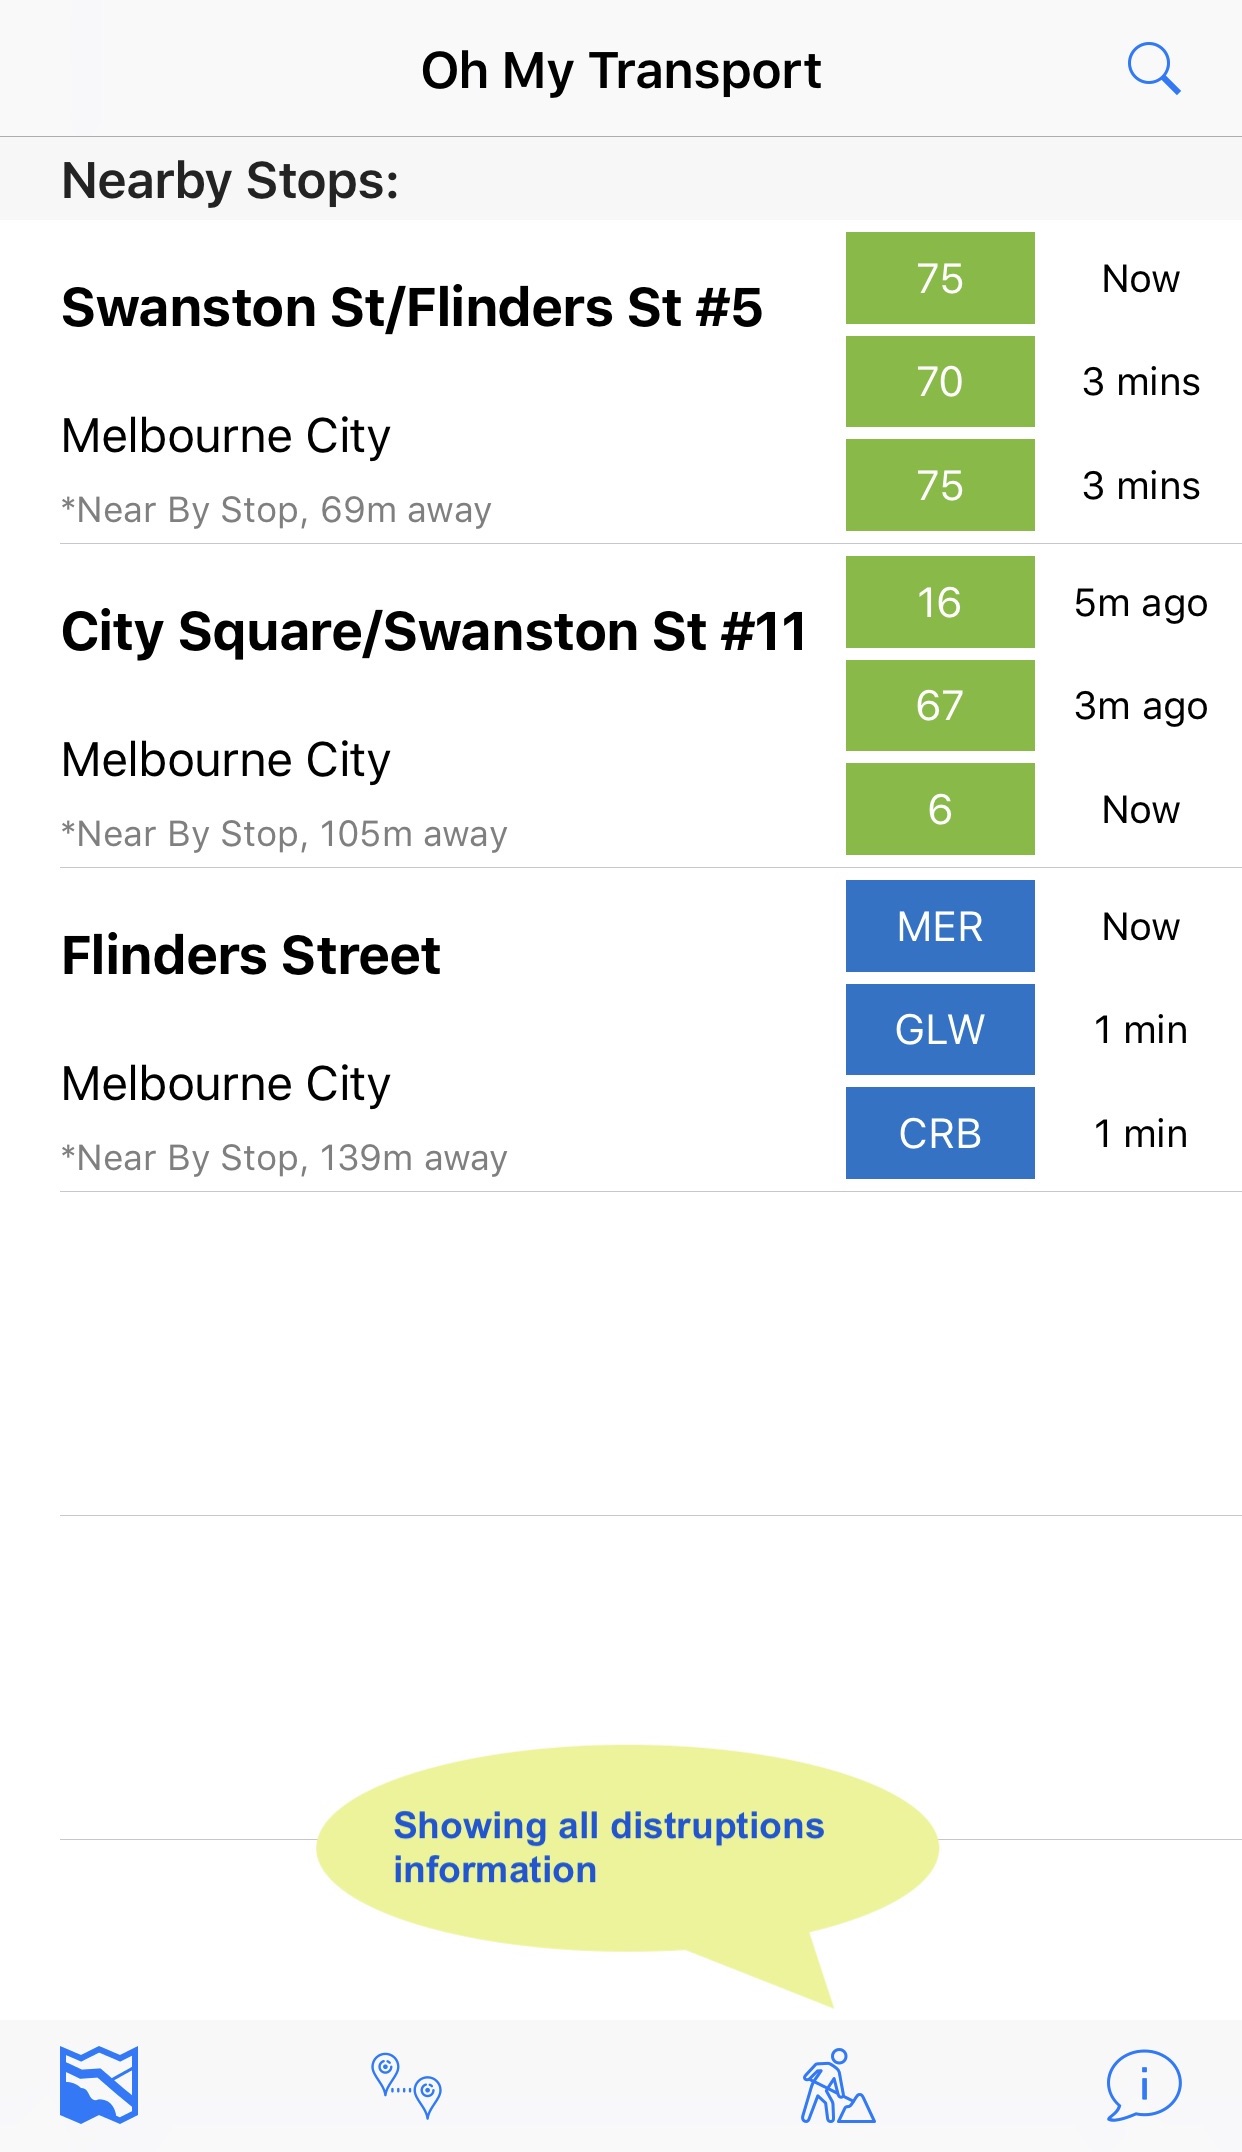 Oh My Transport
Nearby Stops:
Swanston St/Flinders St #5
Melbourne City
*Near By Stop, 69m away
75 Now
70 3 mins
75 3 mins
City Square/Swanston St #11
Melbourne City
*Near By Stop, 105m away
16 5m ago
67 3m ago
6 Now
Flinders Street
Melbourne City
*Near By Stop, 139m away
MER Now
GLW 1 min
CRB 1 min
Showing all distruptions
information
i